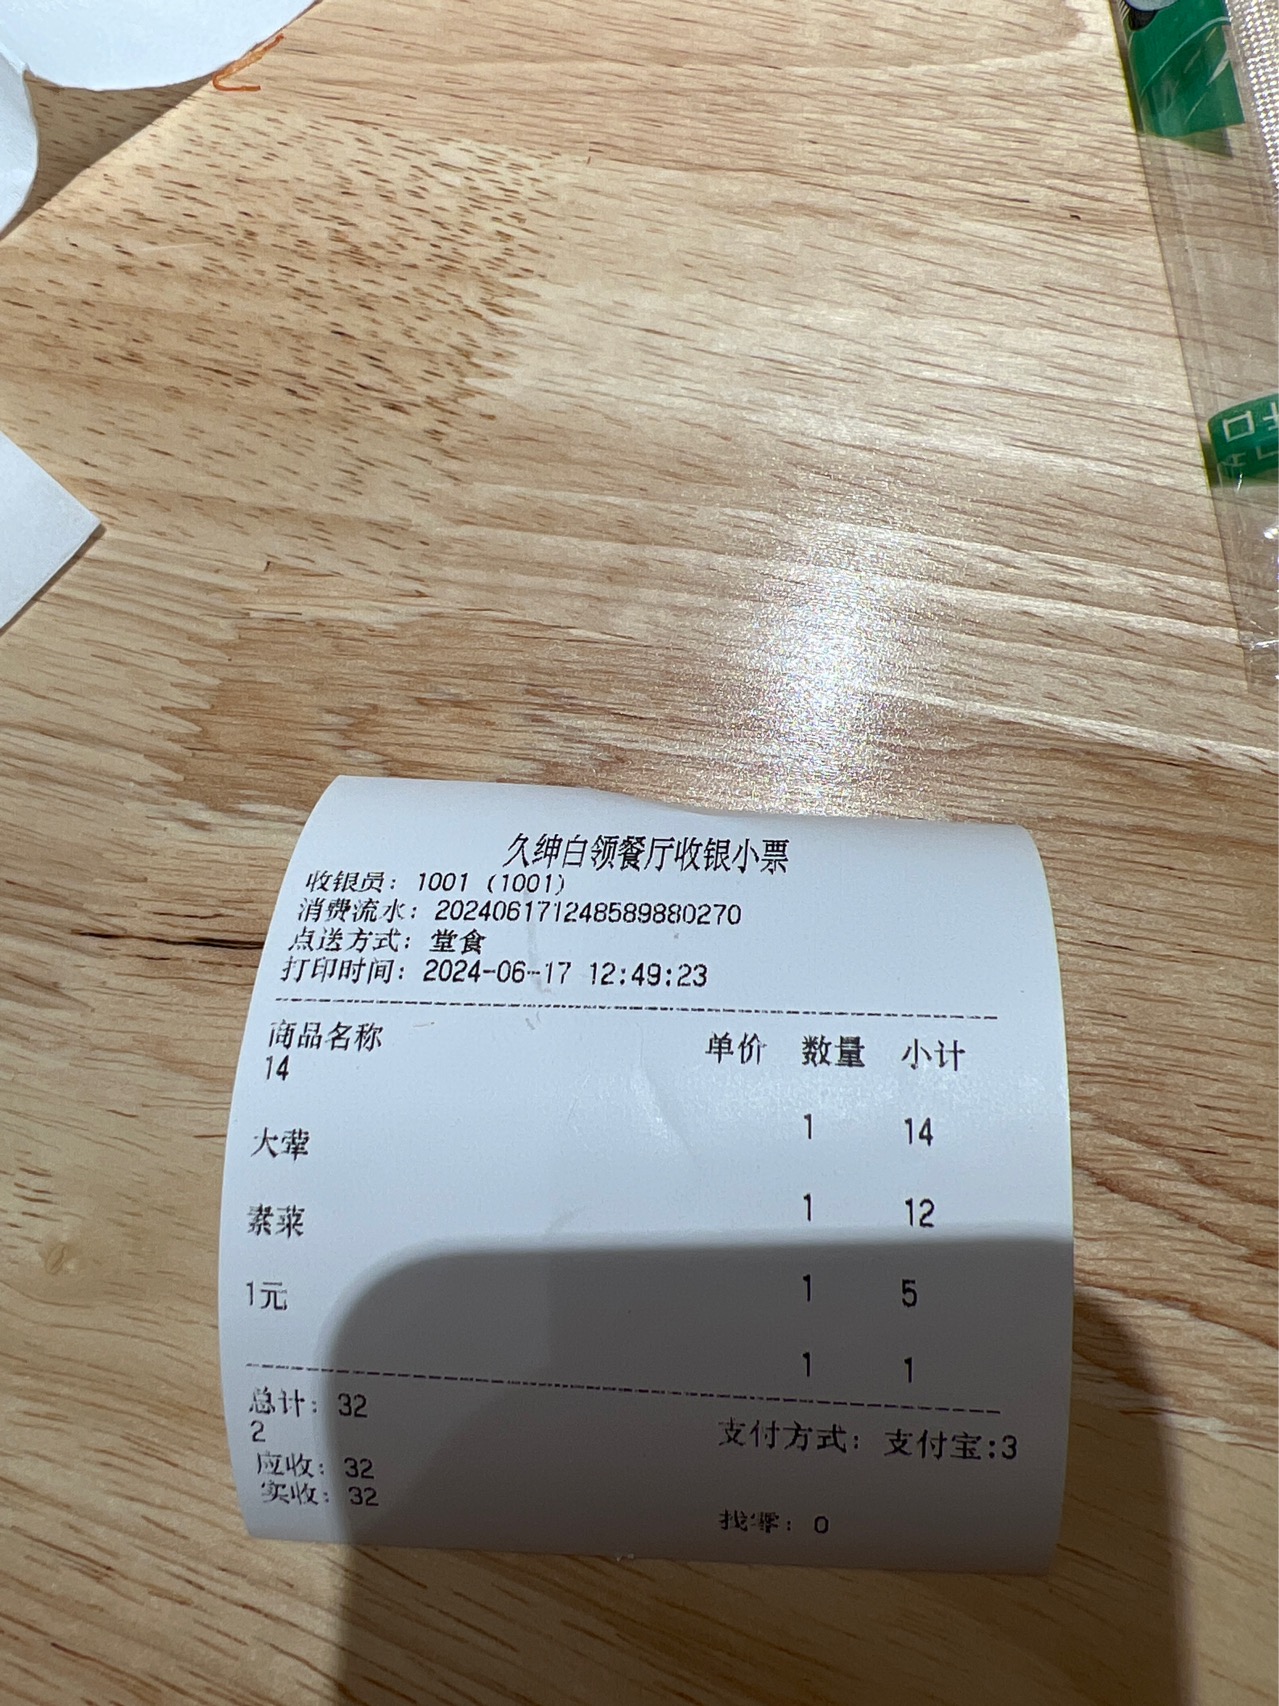 久绅白领餐厅收银小票
收银员: 1001 (1001)
消费流水: 202406171248589880270
点送方式: 堂食
打印时间: 2024-06-17 12:49:23
商品名称 单价 数量 小计
14
1 14
大荤
1 12
素菜
1 5
1元
1 1
总计: 32 支付方式: 支付宝:3
2
应收: 32
实收: 32 找零: 0